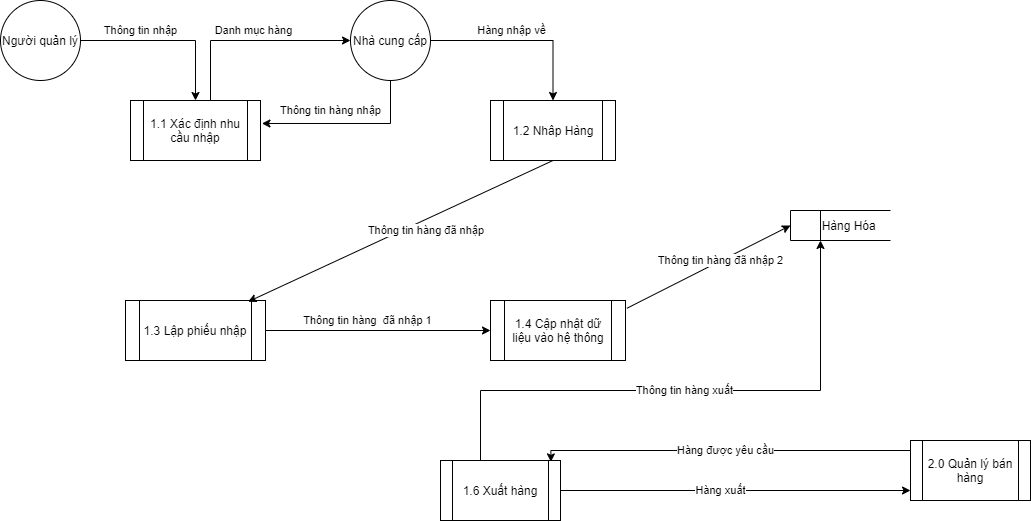 Thông tin nhập
Danh mục hàng
Hàng nhập về
Người quản lý
Nhà cung cấp
Thông tin hàng nhập
1.1 Xác định nhu
cầu nhập
1.2 Nhập Hàng
Thông tin hàng đã nhập
Hàng Hóa
Thông tin hàng đã nhập 2
Thông tin hàng  đã nhập 1
1.3 Lập phiếu nhập
1.4 Cập nhật dữ
liệu vào hệ thông
Thông tin hàng xuất
Hàng được yêu cầu
2.0 Quản lý bán
hàng
1.6 Xuất hàng
Hàng xuất